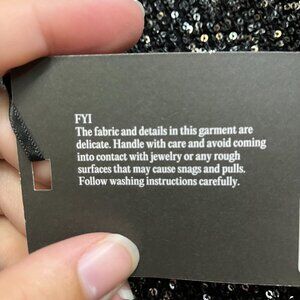 FYI
The fabric and details in this garment are
delicate. Handle with care and avoid coming
into contact with jewelry or any rough
surfaces that may cause snags and pulls.
Follow washing instructions carefully.